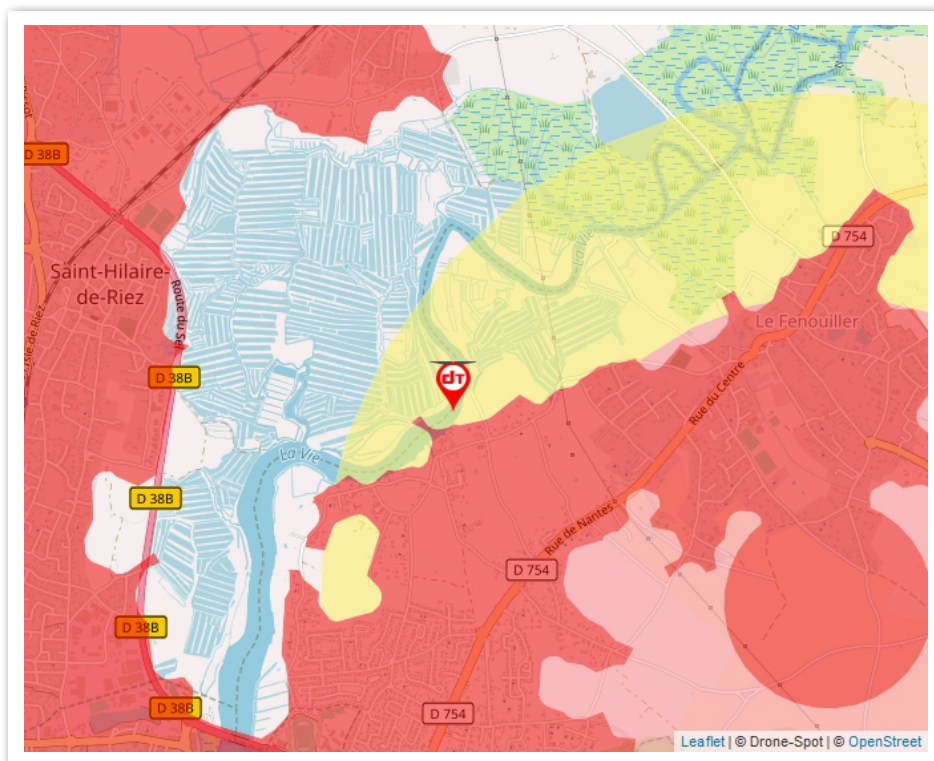 D 38B
D 754
Saint-Hilaire-
de-Riez
Route du Sel
La Vie
Le Fenouiller
dT
D 38B
Rue du Centre
La Vie
D 38B
Rue de Nantes
D 754
D 38B
D 38B
D 754
Leaflet | © Drone-Spot | © OpenStreet